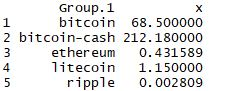 Group.1 x
1 bitcoin 68.500000
2 bitcoin-cash 212.180000
3 ethereum 0.431589
4 litecoin 1.150000
5 ripple 0.002809